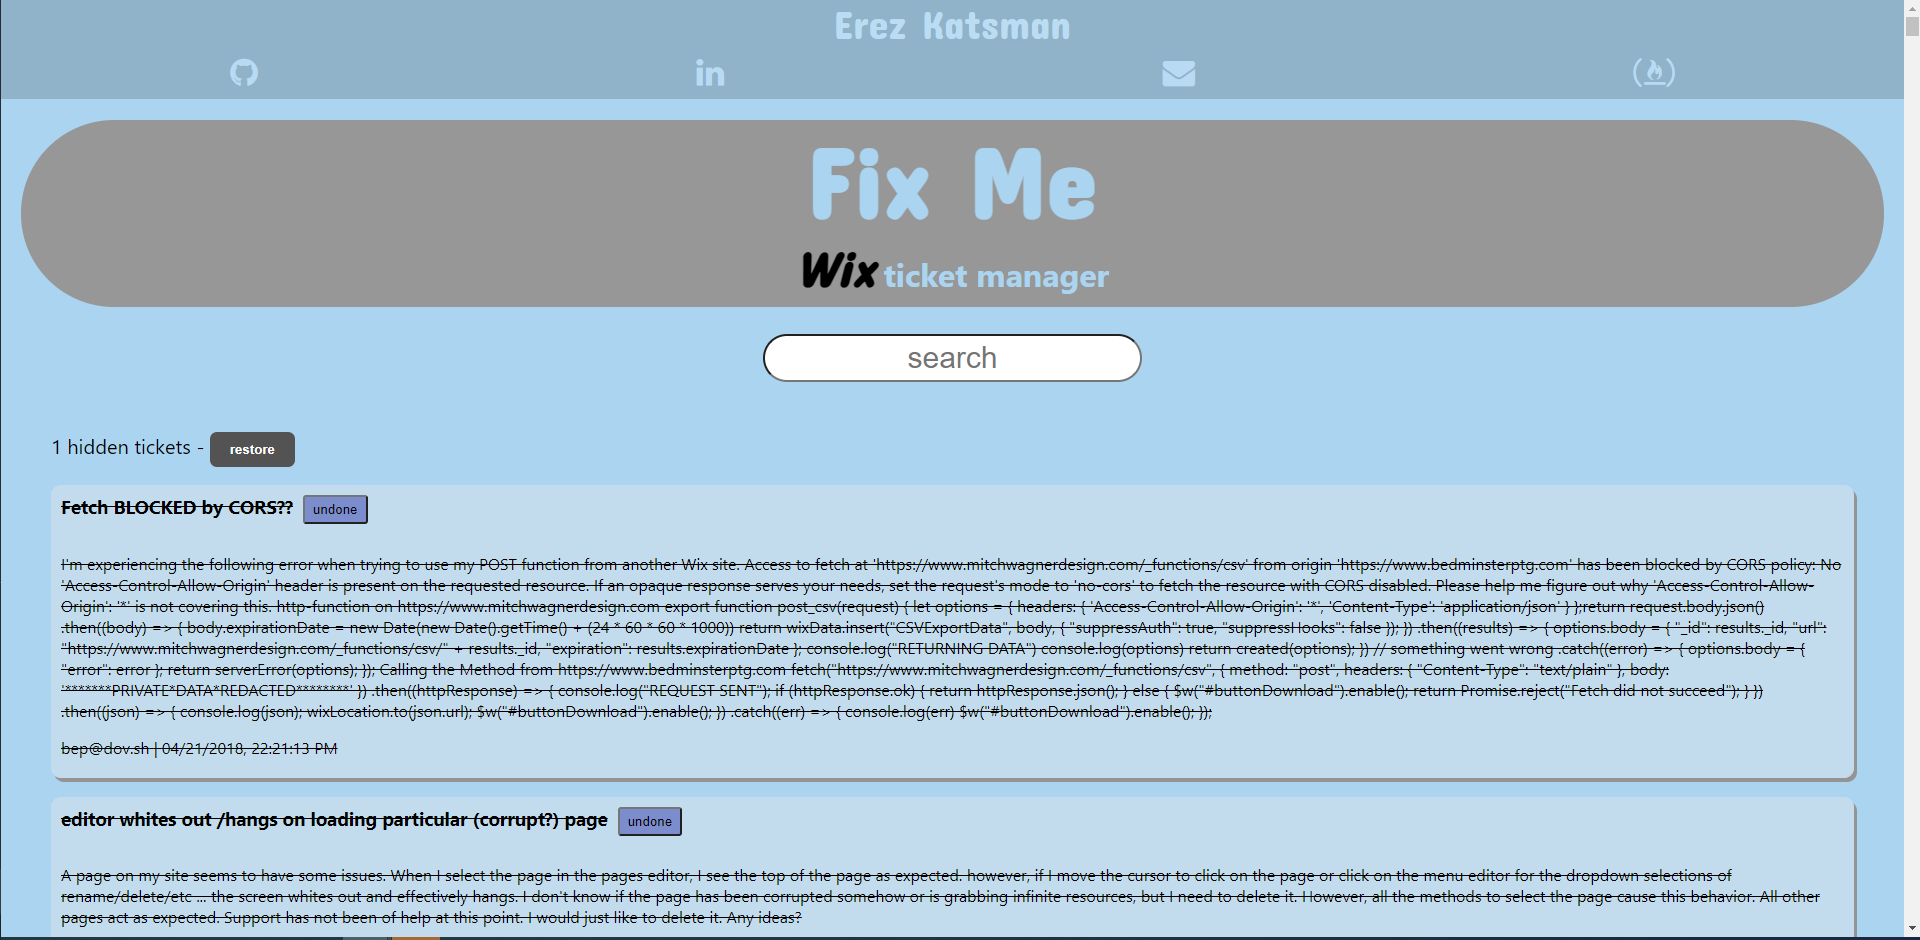 Erez Katsman
Fix Me
Wix ticket manager
search
1 hidden tickets - restore
Fetch BLOCKED by CORS?? undone
I'm experiencing the following error when trying to use my POST function from another Wix site. Access to fetch at 'https://www.mitchwagnerdesign.com/_functions/csv' from origin 'https://www.bedminsterptg.com' has been blocked by CORS policy: No
'Access-Control-Allow-Origin' header is present on the requested resource. If an opaque response serves your needs, set the request's mode to 'no-cors' to fetch the resource with CORS disabled. Please help me figure out why 'Access-Control-Allow-
Origin': '*' is not covering this. http-function on https://www.mitchwagnerdesign.com export function post_csv(request) { let options = { headers: { 'Access-Control-Allow-Origin': '*', 'Content-Type': 'application/json' } };return request.body.json()
.then((body) => { body.expirationDate = new Date(new Date().getTime() + (24 * 60 * 60 * 1000)) return wixData.insert("CSVExportData", body, { "suppressAuth": true, "suppressHooks": false }); }) .then((results) => { options.body = { "_id": results._id, "url":
"https://www.mitchwagnerdesign.com/_functions/csv/" + results._id, "expiration": results.expirationDate }; console.log("RETURNING DATA") console.log(options) return created(options); }) // something went wrong .catch((error) => { options.body = {
"error": error }; return serverError(options); }); Calling the Method from https://www.bedminsterptg.com fetch("https://www.mitchwagnerdesign.com/_functions/csv", { method: "post", headers: { "Content-Type": "text/plain" }, body:
'*******PRIVATE*DATA*REDACTED********' }) .then((httpResponse) => { console.log("REQUEST SENT"); if (httpResponse.ok) { return httpResponse.json(); } else { $w("#buttonDownload").enable(); return Promise.reject("Fetch did not succeed"); } })
.then((json) => { console.log(json); wixLocation.to(json.url); $w("#buttonDownload").enable(); }) .catch((err) => { console.log(err) $w("#buttonDownload").enable(); });
bep@dov.sh | 04/21/2018, 22:21:13 PM
editor whites out /hangs on loading particular (corrupt?) page undone
A page on my site seems to have some issues. When I select the page in the pages editor, I see the top of the page as expected. however, if I move the cursor to click on the page or click on the menu editor for the dropdown selections of
rename/delete/etc ... the screen whites out and effectively hangs. I don't know if the page has been corrupted somehow or is grabbing infinite resources, but I need to delete it. However, all the methods to select the page cause this behavior. All other
pages act as expected. Support has not been of help at this point. I would just like to delete it. Any ideas?